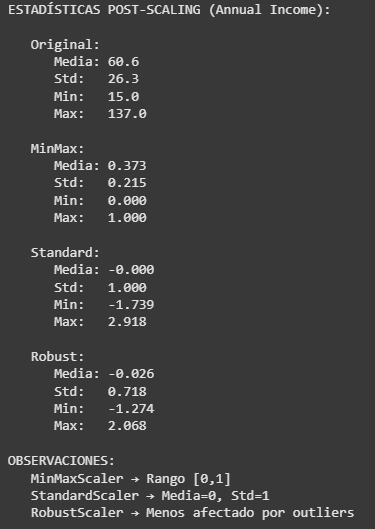 ESTADÍSTICAS POST-SCALING (Annual Income):
Original:
Media: 60.6
Std: 26.3
Min: 15.0
Max: 137.0
MinMax:
Media: 0.373
Std: 0.215
Min: 0.000
Max: 1.000
Standard:
Media: -0.000
Std: 1.000
Min: -1.739
Max: 2.918
Robust:
Media: -0.026
Std: 0.718
Min: -1.274
Max: 2.068
OBSERVACIONES:
MinMaxScaler → Rango [0,1]
StandardScaler → Media=0, Std=1
RobustScaler → Menos afectado por outliers